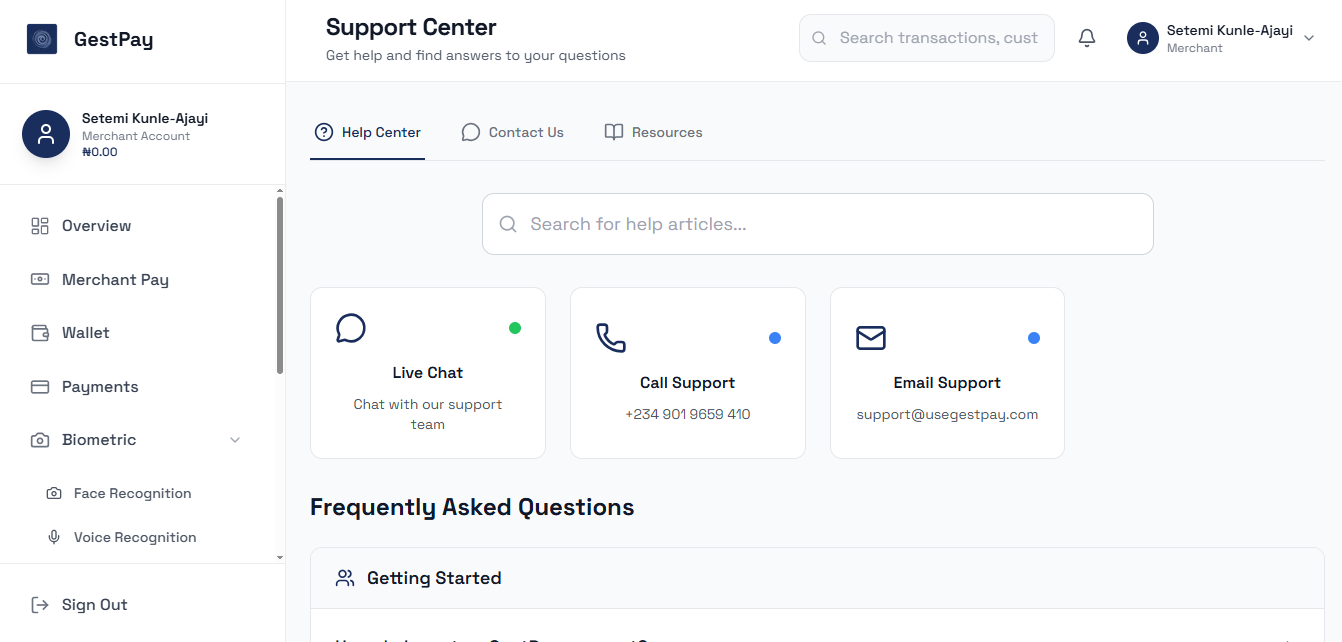 GestPay
Setemi Kunle-Ajayi
Merchant Account
₦0.00
Overview
Merchant Pay
Wallet
Payments
Biometric
Face Recognition
Voice Recognition
Sign Out
Support Center
Get help and find answers to your questions
Search transactions, cust
Setemi Kunle-Ajayi
Merchant
Help Center
Contact Us
Resources
Search for help articles...
Live Chat
Chat with our support
team
Call Support
+234 901 9659 410
Email Support
support@usegestpay.com
Frequently Asked Questions
Getting Started